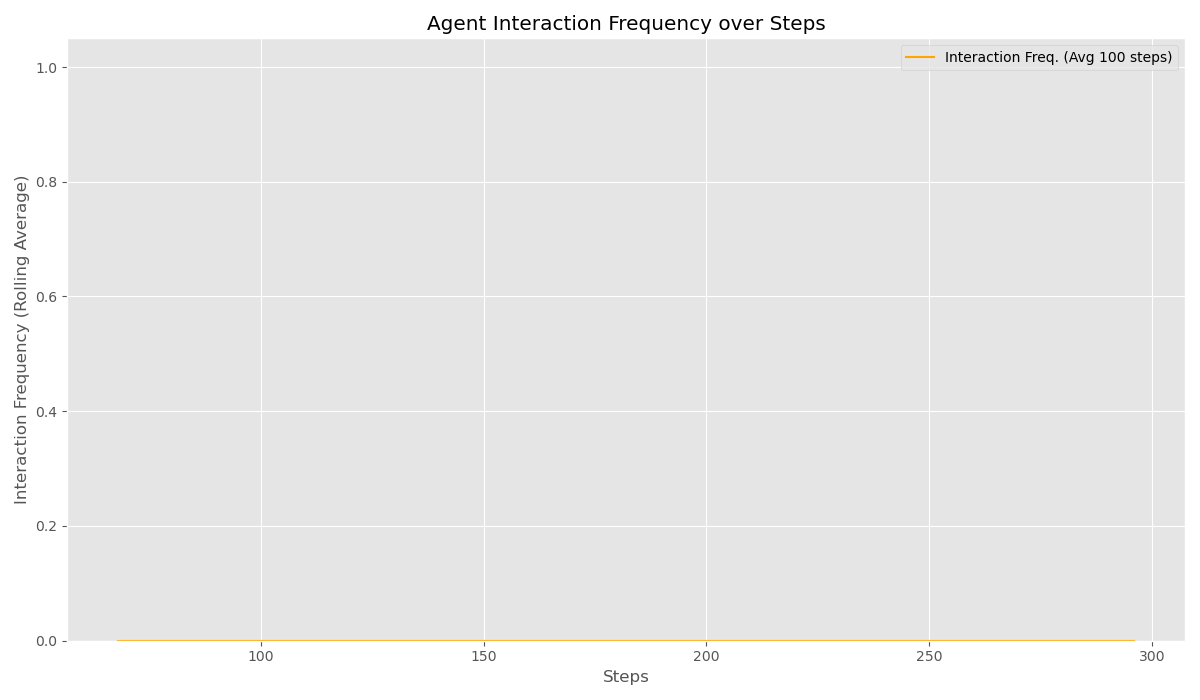 Agent Interaction Frequency over Steps
Interaction Freq. (Avg 100 steps)
Interaction Frequency (Rolling Average)
1.0
0.8
0.6
0.4
0.2
0.0
100
150
200
250
300
Steps